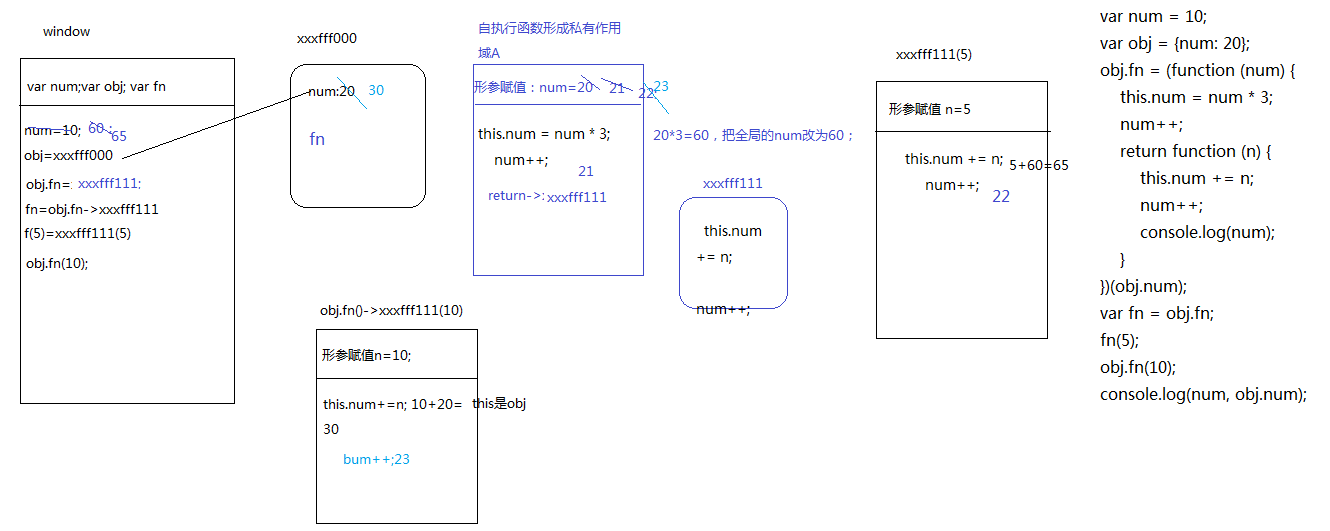 window
var num;var obj; var fn
num=10; 60 ;
65
obj=xxxfff000
obj.fn=: xxxfff111;
fn=obj.fn->xxxfff111
f(5)=xxxfff111(5)
obj.fn(10);
xxxfff000
num:20 30
fn
自执行函数形成私有作用
域A
形参赋值：num=20 21 22 23
this.num = num * 3;
num++;
21
return->:xxxfff111
20*3=60，把全局的num改为60；
xxxfff111
this.num
+= n;
num++;
xxxfff111(5)
形参赋值 n=5
this.num += n; 5+60=65
num++;
22
obj.fn()->xxxfff111(10)
形参赋值n=10;
this.num+=n; 10+20= this是obj
30
bum++;23
var num = 10;
var obj = {num: 20};
obj.fn = (function (num) {
this.num = num * 3;
num++;
return function (n) {
this.num += n;
num++;
console.log(num);
}
})(obj.num);
var fn = obj.fn;
fn(5);
obj.fn(10);
console.log(num, obj.num);